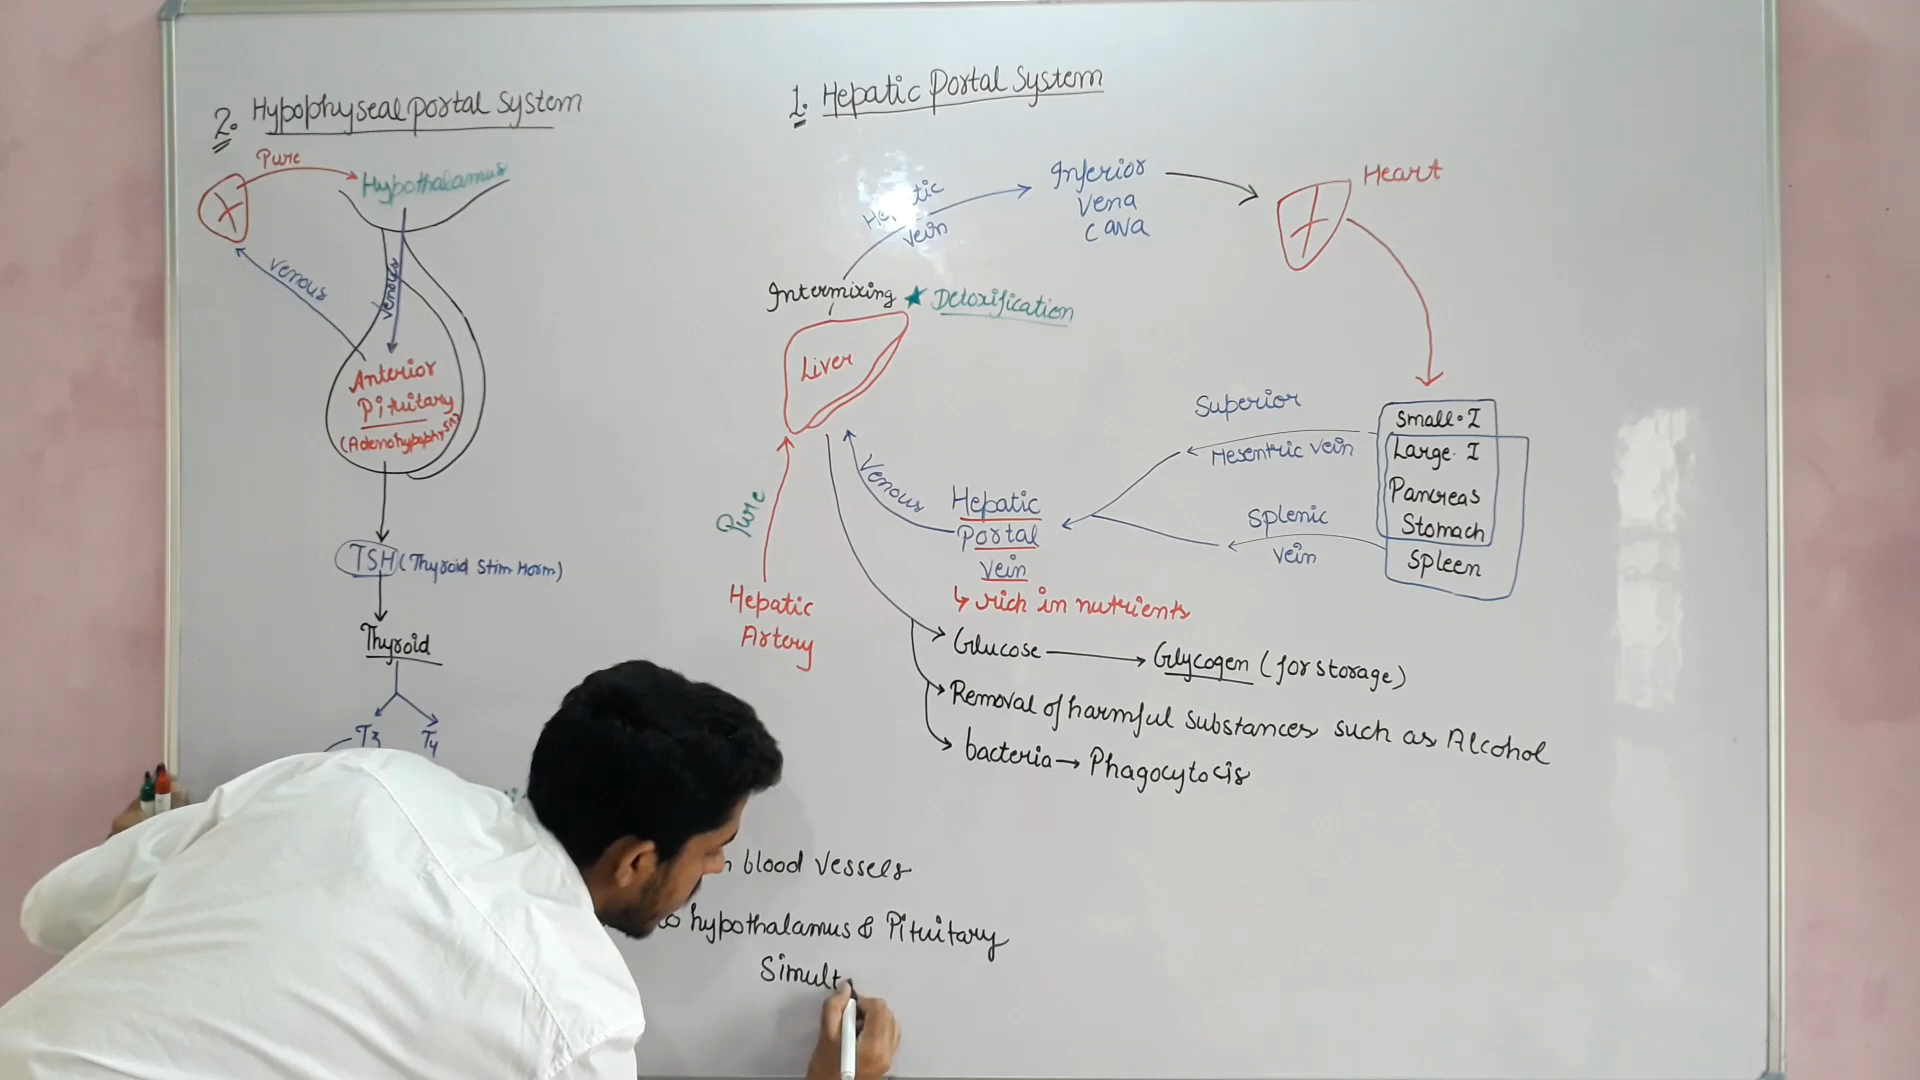 2. Hypophyseal portal System
Pure
Hypothalamus
Venous
Venous
Anterior
Pituitary
(Adenohypophysis)
TSH (Thyroid Stim Horm)
Thyroid
T3
T4
1. Hepatic Portal System
Heart
Inferior
Vena
Cava
Hepatic
vein
Intermixing ★ Detoxification
Liver
Pure
Hepatic
Artery
Venous
Hepatic
Portal
vein
↳ rich in nutrients
Superior
Mesentric vein
Splenic
vein
Small. I
Large. I
Pancreas
Stomach
Spleen
Glucose → Glycogen (for storage)
Removal of harmful substances such as Alcohol
bacteria → Phagocytocis
blood vessels
hypothalamus & Pituitary
Simult